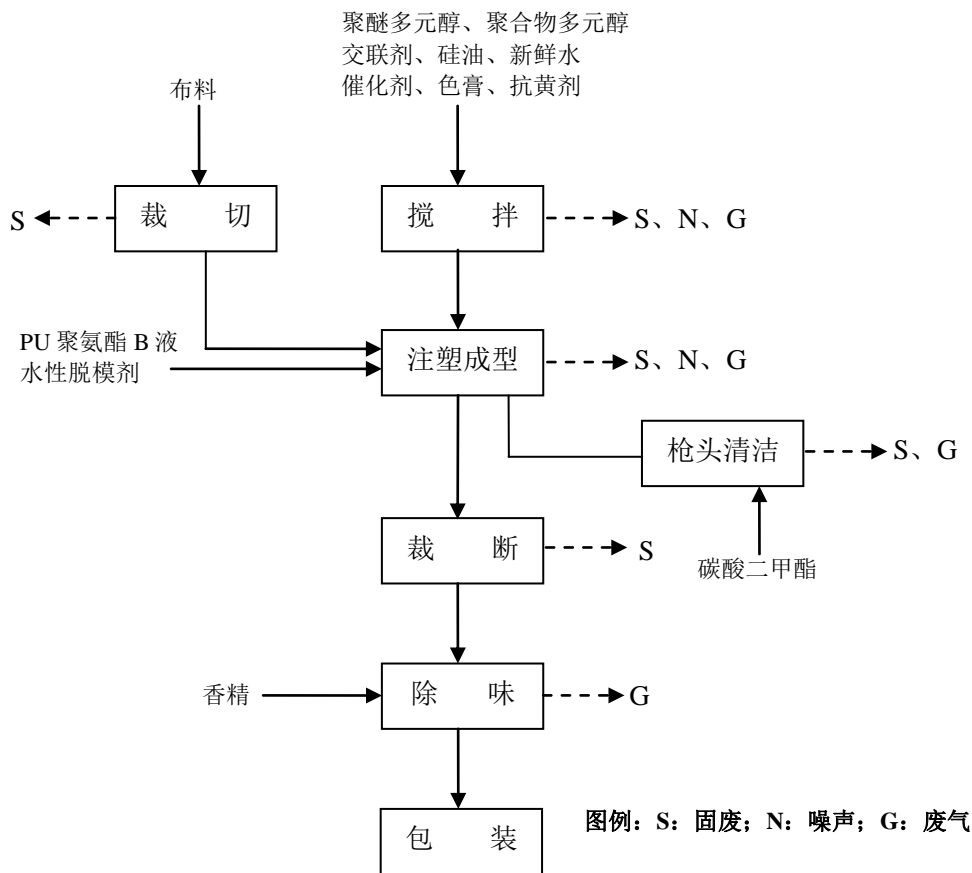 聚醚多元醇、聚合物多元醇
交联剂、硅油、新鲜水
催化剂、色膏、抗黄剂
布料
S
裁 切
搅 拌
S、N、G
PU 聚氨酯 B 液
水性脱模剂
注塑成型
S、N、G
枪头清洁
S、G
裁 断
S
碳酸二甲酯
香精
除 味
G
包 装
图例：S：固废；N：噪声；G：废气